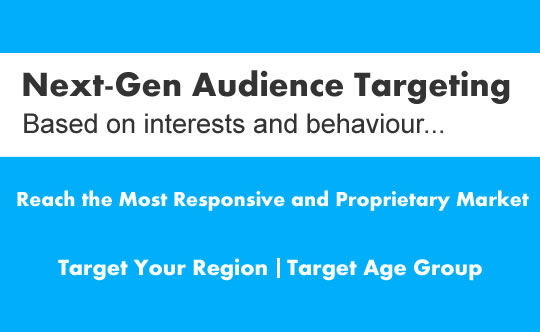 Next-Gen Audience Targeting
Based on interests and behaviour...
Reach the Most Responsive and Proprietary Market
Target Your Region | Target Age Group